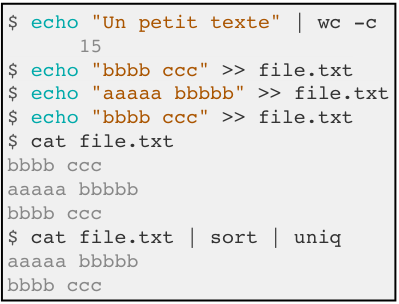 $ echo "Un petit texte" | wc -c
      15
$ echo "bbbb ccc" >> file.txt
$ echo "aaaaa bbbbb" >> file.txt
$ echo "bbbb ccc" >> file.txt
$ cat file.txt
bbbb ccc
aaaaa bbbbb
bbbb ccc
$ cat file.txt | sort | uniq
aaaaa bbbbb
bbbb ccc